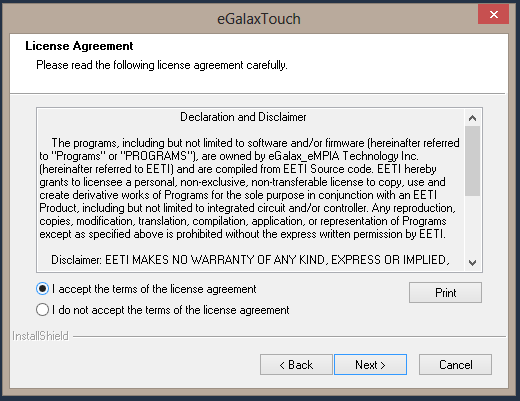 eGalaxTouch
License Agreement
Please read the following license agreement carefully.
Declaration and Disclaimer
The programs, including but not limited to software and/or firmware (hereinafter referred
to "Programs" or "PROGRAMS"), are owned by eGalax_eMPIA Technology Inc.
(hereinafter referred to EETI) and are compiled from EETI Source code. EETI hereby
grants to licensee a personal, non-exclusive, non-transferable license to copy, use and
create derivative works of Programs for the sole purpose in conjunction with an EETI
Product, including but not limited to integrated circuit and/or controller. Any reproduction,
copies, modification, translation, compilation, application, or representation of Programs
except as specified above is prohibited without the express written permission by EETI.
Disclaimer: EETI MAKES NO WARRANTY OF ANY KIND, EXPRESS OR IMPLIED,
I accept the terms of the license agreement
Print
I do not accept the terms of the license agreement
InstallShield
< Back
Next >
Cancel